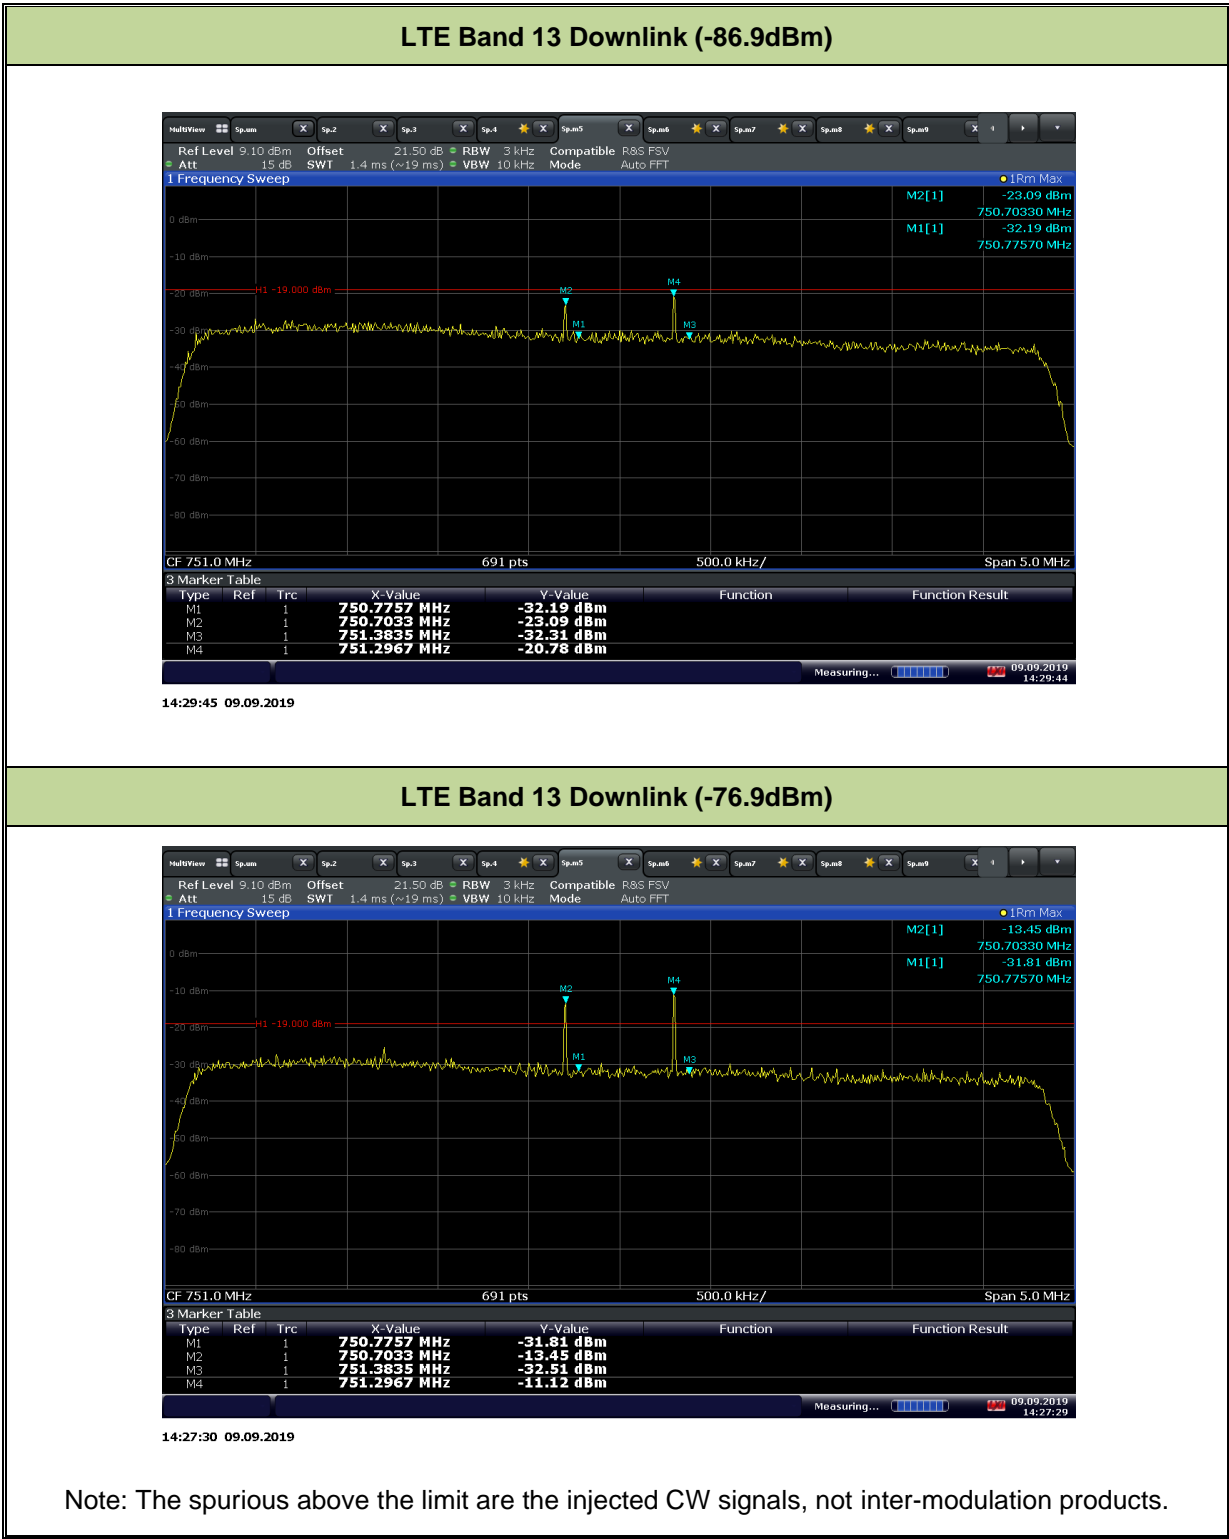 LTE Band 13 Downlink (-86.9dBm)
MultiView Sp.um X Sp.2 X Sp.3 X Sp.4 X Sp.m5 X Sp.m6 X Sp.m7 X Sp.m8 X Sp.m9 X
Ref Level 9.10 dBm Offset 21.50 dB RBW 3 kHz Compatible R&S FSV
Att 15 dB SWT 1.4 ms (~19 ms) VBW 10 kHz Mode Auto FFT
1 Frequency Sweep 1Rm Max
M2[1] -23.09 dBm
750.70330 MHz
0 dBm
M1[1] -32.19 dBm
750.77570 MHz
-10 dBm
M4
H1 -19.000 dBm
-20 dBm
M2
M1
M3
-30 dBm
-40 dBm
-50 dBm
-60 dBm
-70 dBm
-80 dBm
CF 751.0 MHz 691 pts 500.0 kHz/ Span 5.0 MHz
3 Marker Table
Type Ref Trc X-Value Y-Value Function Function Result
M1 1 750.7757 MHz -32.19 dBm
M2 1 750.7033 MHz -23.09 dBm
M3 1 751.3835 MHz -32.31 dBm
M4 1 751.2967 MHz -20.78 dBm
Measuring... 09.09.2019
14:29:44
14:29:45 09.09.2019
LTE Band 13 Downlink (-76.9dBm)
MultiView Sp.um X Sp.2 X Sp.3 X Sp.4 X Sp.m5 X Sp.m6 X Sp.m7 X Sp.m8 X Sp.m9 X
Ref Level 9.10 dBm Offset 21.50 dB RBW 3 kHz Compatible R&S FSV
Att 15 dB SWT 1.4 ms (~19 ms) VBW 10 kHz Mode Auto FFT
1 Frequency Sweep 1Rm Max
M2[1] -13.45 dBm
750.70330 MHz
0 dBm
M1[1] -31.81 dBm
750.77570 MHz
M4
M2
-10 dBm
H1 -19.000 dBm
-20 dBm
M1
M3
-30 dBm
-40 dBm
-50 dBm
-60 dBm
-70 dBm
-80 dBm
CF 751.0 MHz 691 pts 500.0 kHz/ Span 5.0 MHz
3 Marker Table
Type Ref Trc X-Value Y-Value Function Function Result
M1 1 750.7757 MHz -31.81 dBm
M2 1 750.7033 MHz -13.45 dBm
M3 1 751.3835 MHz -32.51 dBm
M4 1 751.2967 MHz -11.12 dBm
Measuring... 09.09.2019
14:27:29
14:27:30 09.09.2019
Note: The spurious above the limit are the injected CW signals, not inter-modulation products.